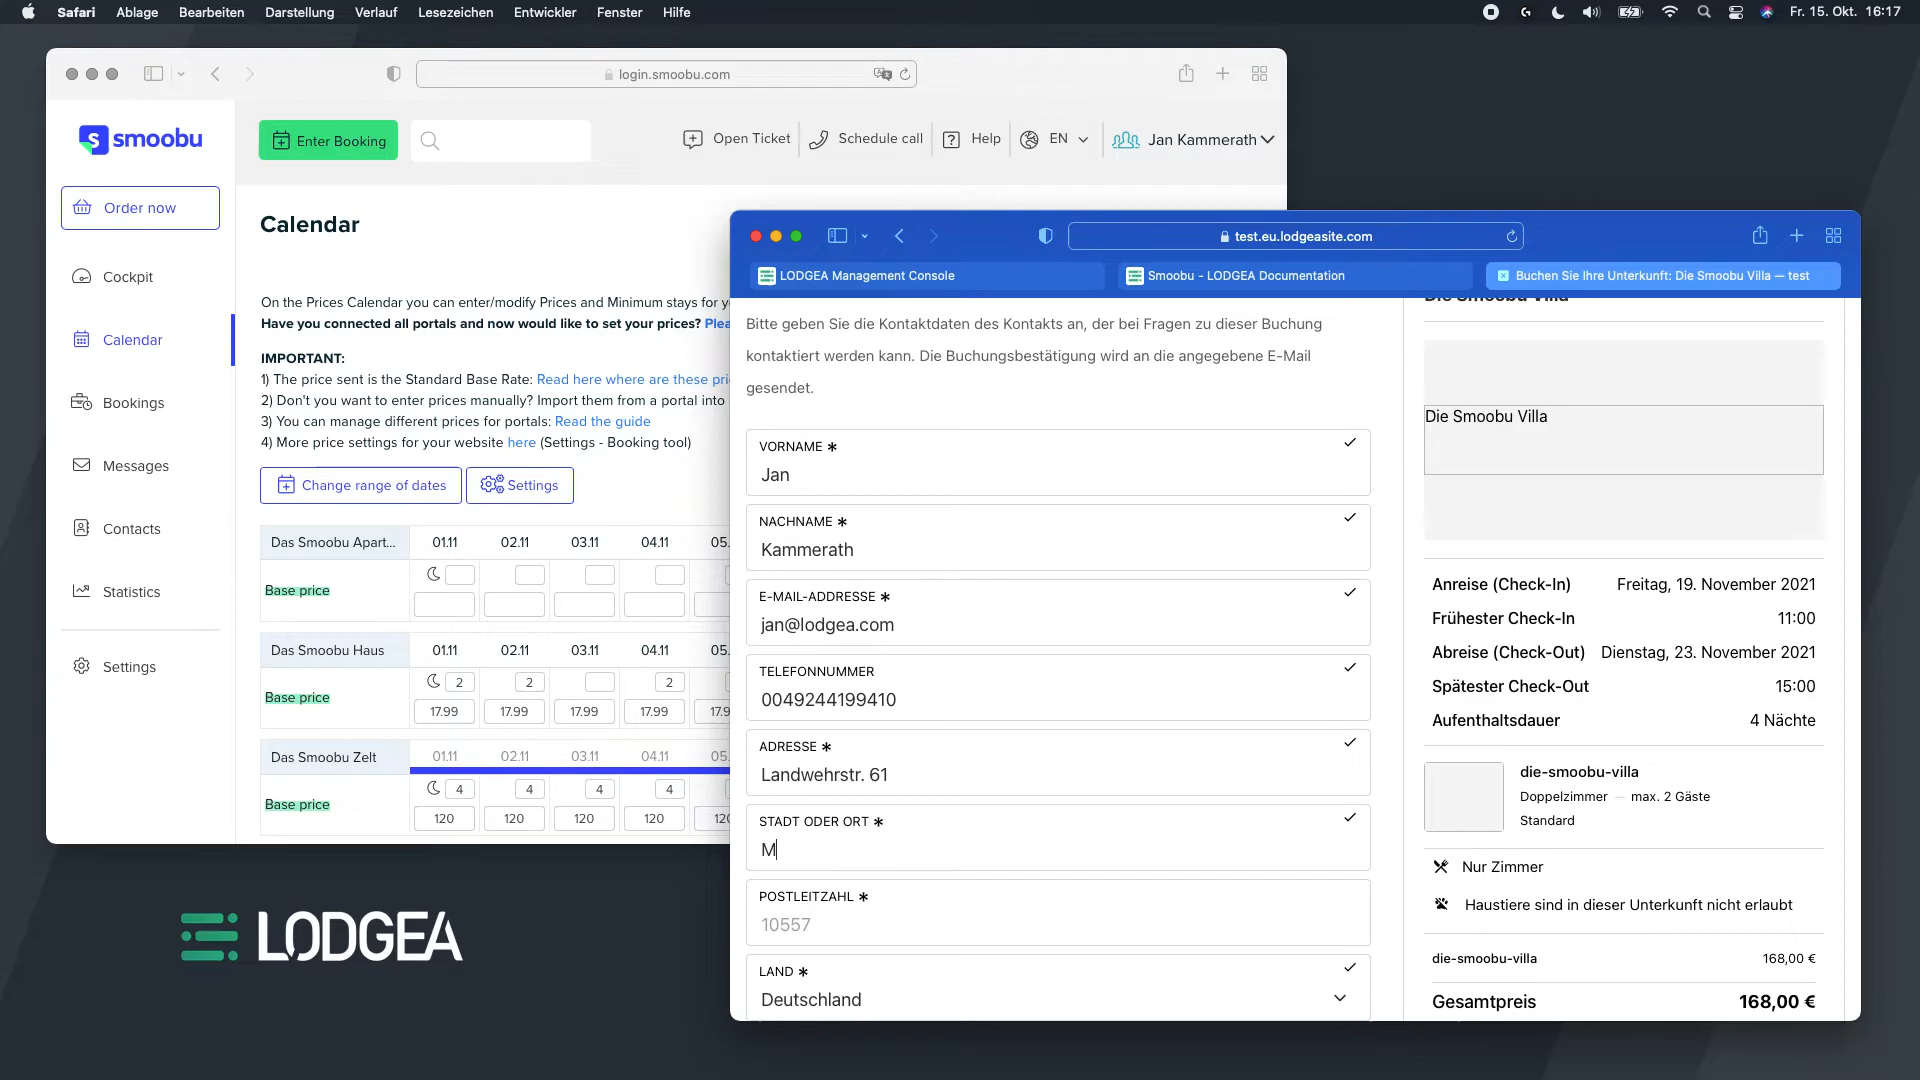 Safari Ablage Bearbeiten Darstellung Verlauf Lesezeichen Entwickler Fenster Hilfe
Fr. 15. Okt. 16:17
login.smoobu.com
smoobu
Enter Booking
Open Ticket
Schedule call
Help
EN
Jan Kammerath
Order now
Cockpit
Calendar
Bookings
Messages
Contacts
Statistics
Settings
Calendar
On the Prices Calendar you can enter/modify Prices and Minimum stays for
Have you connected all portals and now would like to set your prices?
IMPORTANT:
1) The price sent is the Standard Base Rate: Read here where are these
2) Don't you want to enter prices manually? Import them from a portal into
3) You can manage different prices for portals: Read the guide
4) More price settings for your website here (Settings - Booking tool)
Change range of dates
Settings
Das Smoobu Apart... 01.11 02.11 03.11 04.11 05.
Base price
Das Smoobu Haus 01.11 02.11 03.11 04.11 05.
2 2 2
Base price
17.99 17.99 17.99 17.99 17.9
Das Smoobu Zelt 01.11 02.11 03.11 04.11 05.
4 4 4 4
Base price
120 120 120 120 120
LODGEA
test.eu.lodgeasite.com
LODGEA Management Console
Smoobu - LODGEA Documentation
Buchen Sie Ihre Unterkunft: Die Smoobu Villa — test
Bitte geben Sie die Kontaktdaten des Kontakts an, der bei Fragen zu dieser Buchung
kontaktiert werden kann. Die Buchungsbestätigung wird an die angegebene E-Mail
gesendet.
VORNAME *
Jan
NACHNAME *
Kammerath
E-MAIL-ADDRESSE *
jan@lodgea.com
TELEFONNUMMER
0049244199410
ADRESSE *
Landwehrstr. 61
STADT ODER ORT *
M
POSTLEITZAHL *
10557
LAND *
Deutschland
Die Smoobu Villa
Die Smoobu Villa
Anreise (Check-In) Freitag, 19. November 2021
Frühester Check-In 11:00
Abreise (Check-Out) Dienstag, 23. November 2021
Spätester Check-Out 15:00
Aufenthaltsdauer 4 Nächte
die-smoobu-villa
Doppelzimmer — max. 2 Gäste
Standard
Nur Zimmer
Haustiere sind in dieser Unterkunft nicht erlaubt
die-smoobu-villa 168,00 €
Gesamtpreis 168,00 €